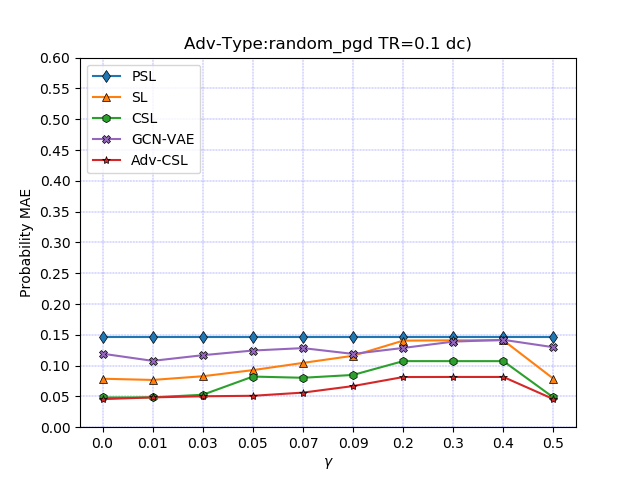 Adv-Type:random_pgd TR=0.1 dc)
PSL
SL
CSL
GCN-VAE
Adv-CSL
Probability MAE
0.60
0.55
0.50
0.45
0.40
0.35
0.30
0.25
0.20
0.15
0.10
0.05
0.00
0.0 0.01 0.03 0.05 0.07 0.09 0.2 0.3 0.4 0.5
γ